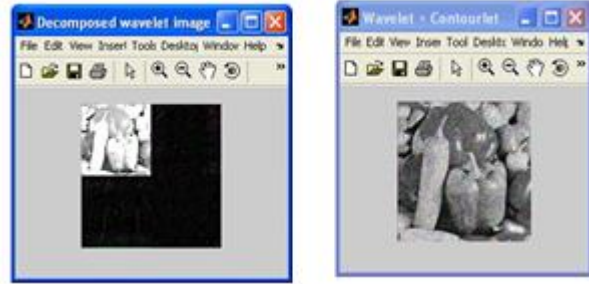 Decomposed wavelet image
File Edit View Insert Tools Desktop Window Help
Wavelet + Contourlet
File Edit View Inser Tool Deskto Windo Help